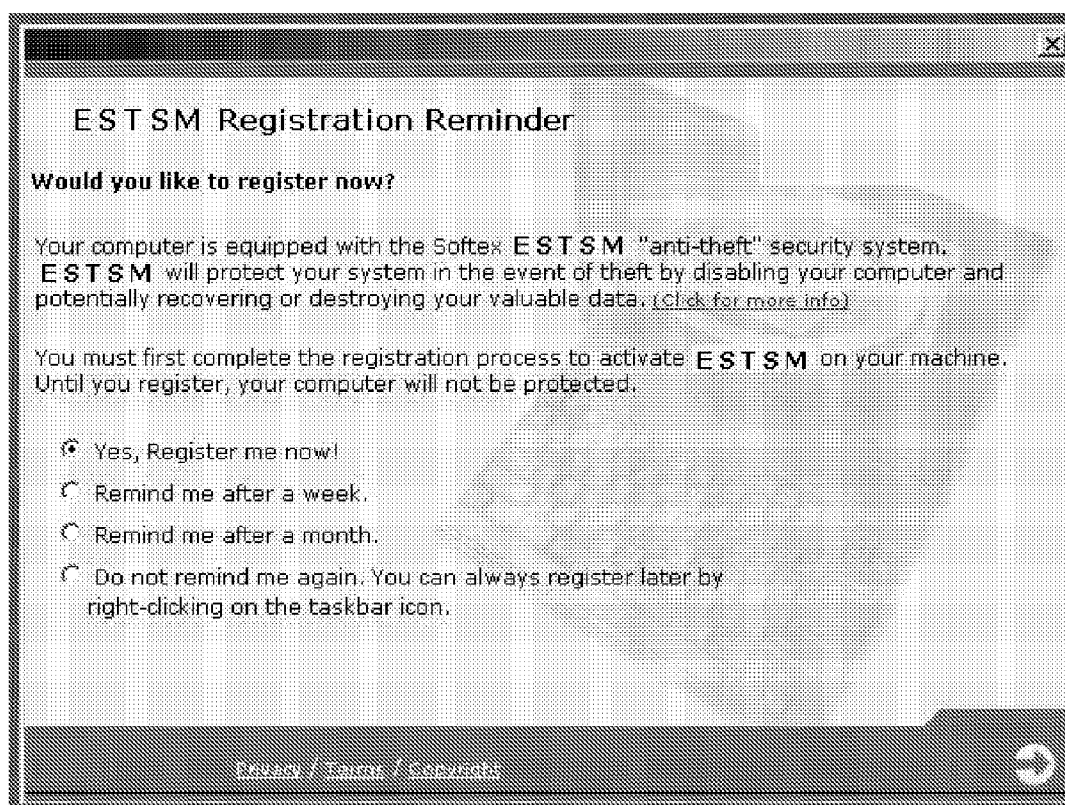 ESTSM Registration Reminder
Would you like to register now?
Your computer is equipped with the Softex ESTSM "anti-theft" security system.
ESTSM will protect your system in the event of theft by disabling your computer and
potentially recovering or destroying your valuable data. (Click for more info)
You must first complete the registration process to activate ESTSM on your machine.
Until you register, your computer will not be protected.
Yes, Register me now!
Remind me after a week.
Remind me after a month.
Do not remind me again. You can always register later by
right-clicking on the taskbar icon.
Privacy / Terms / Copyright